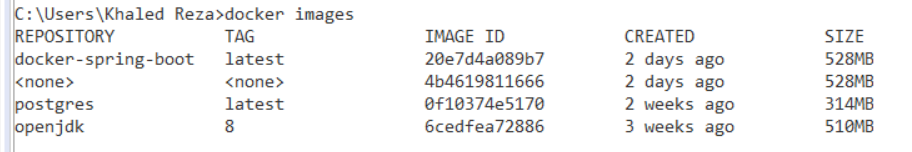 C:\Users\Khaled Reza>docker images
REPOSITORY TAG IMAGE ID CREATED SIZE
docker-spring-boot latest 20e7d4a089b7 2 days ago 528MB
<none> <none> 4b4619811666 2 days ago 528MB
postgres latest 0f10374e5170 2 weeks ago 314MB
openjdk 8 6cedfea72886 3 weeks ago 510MB